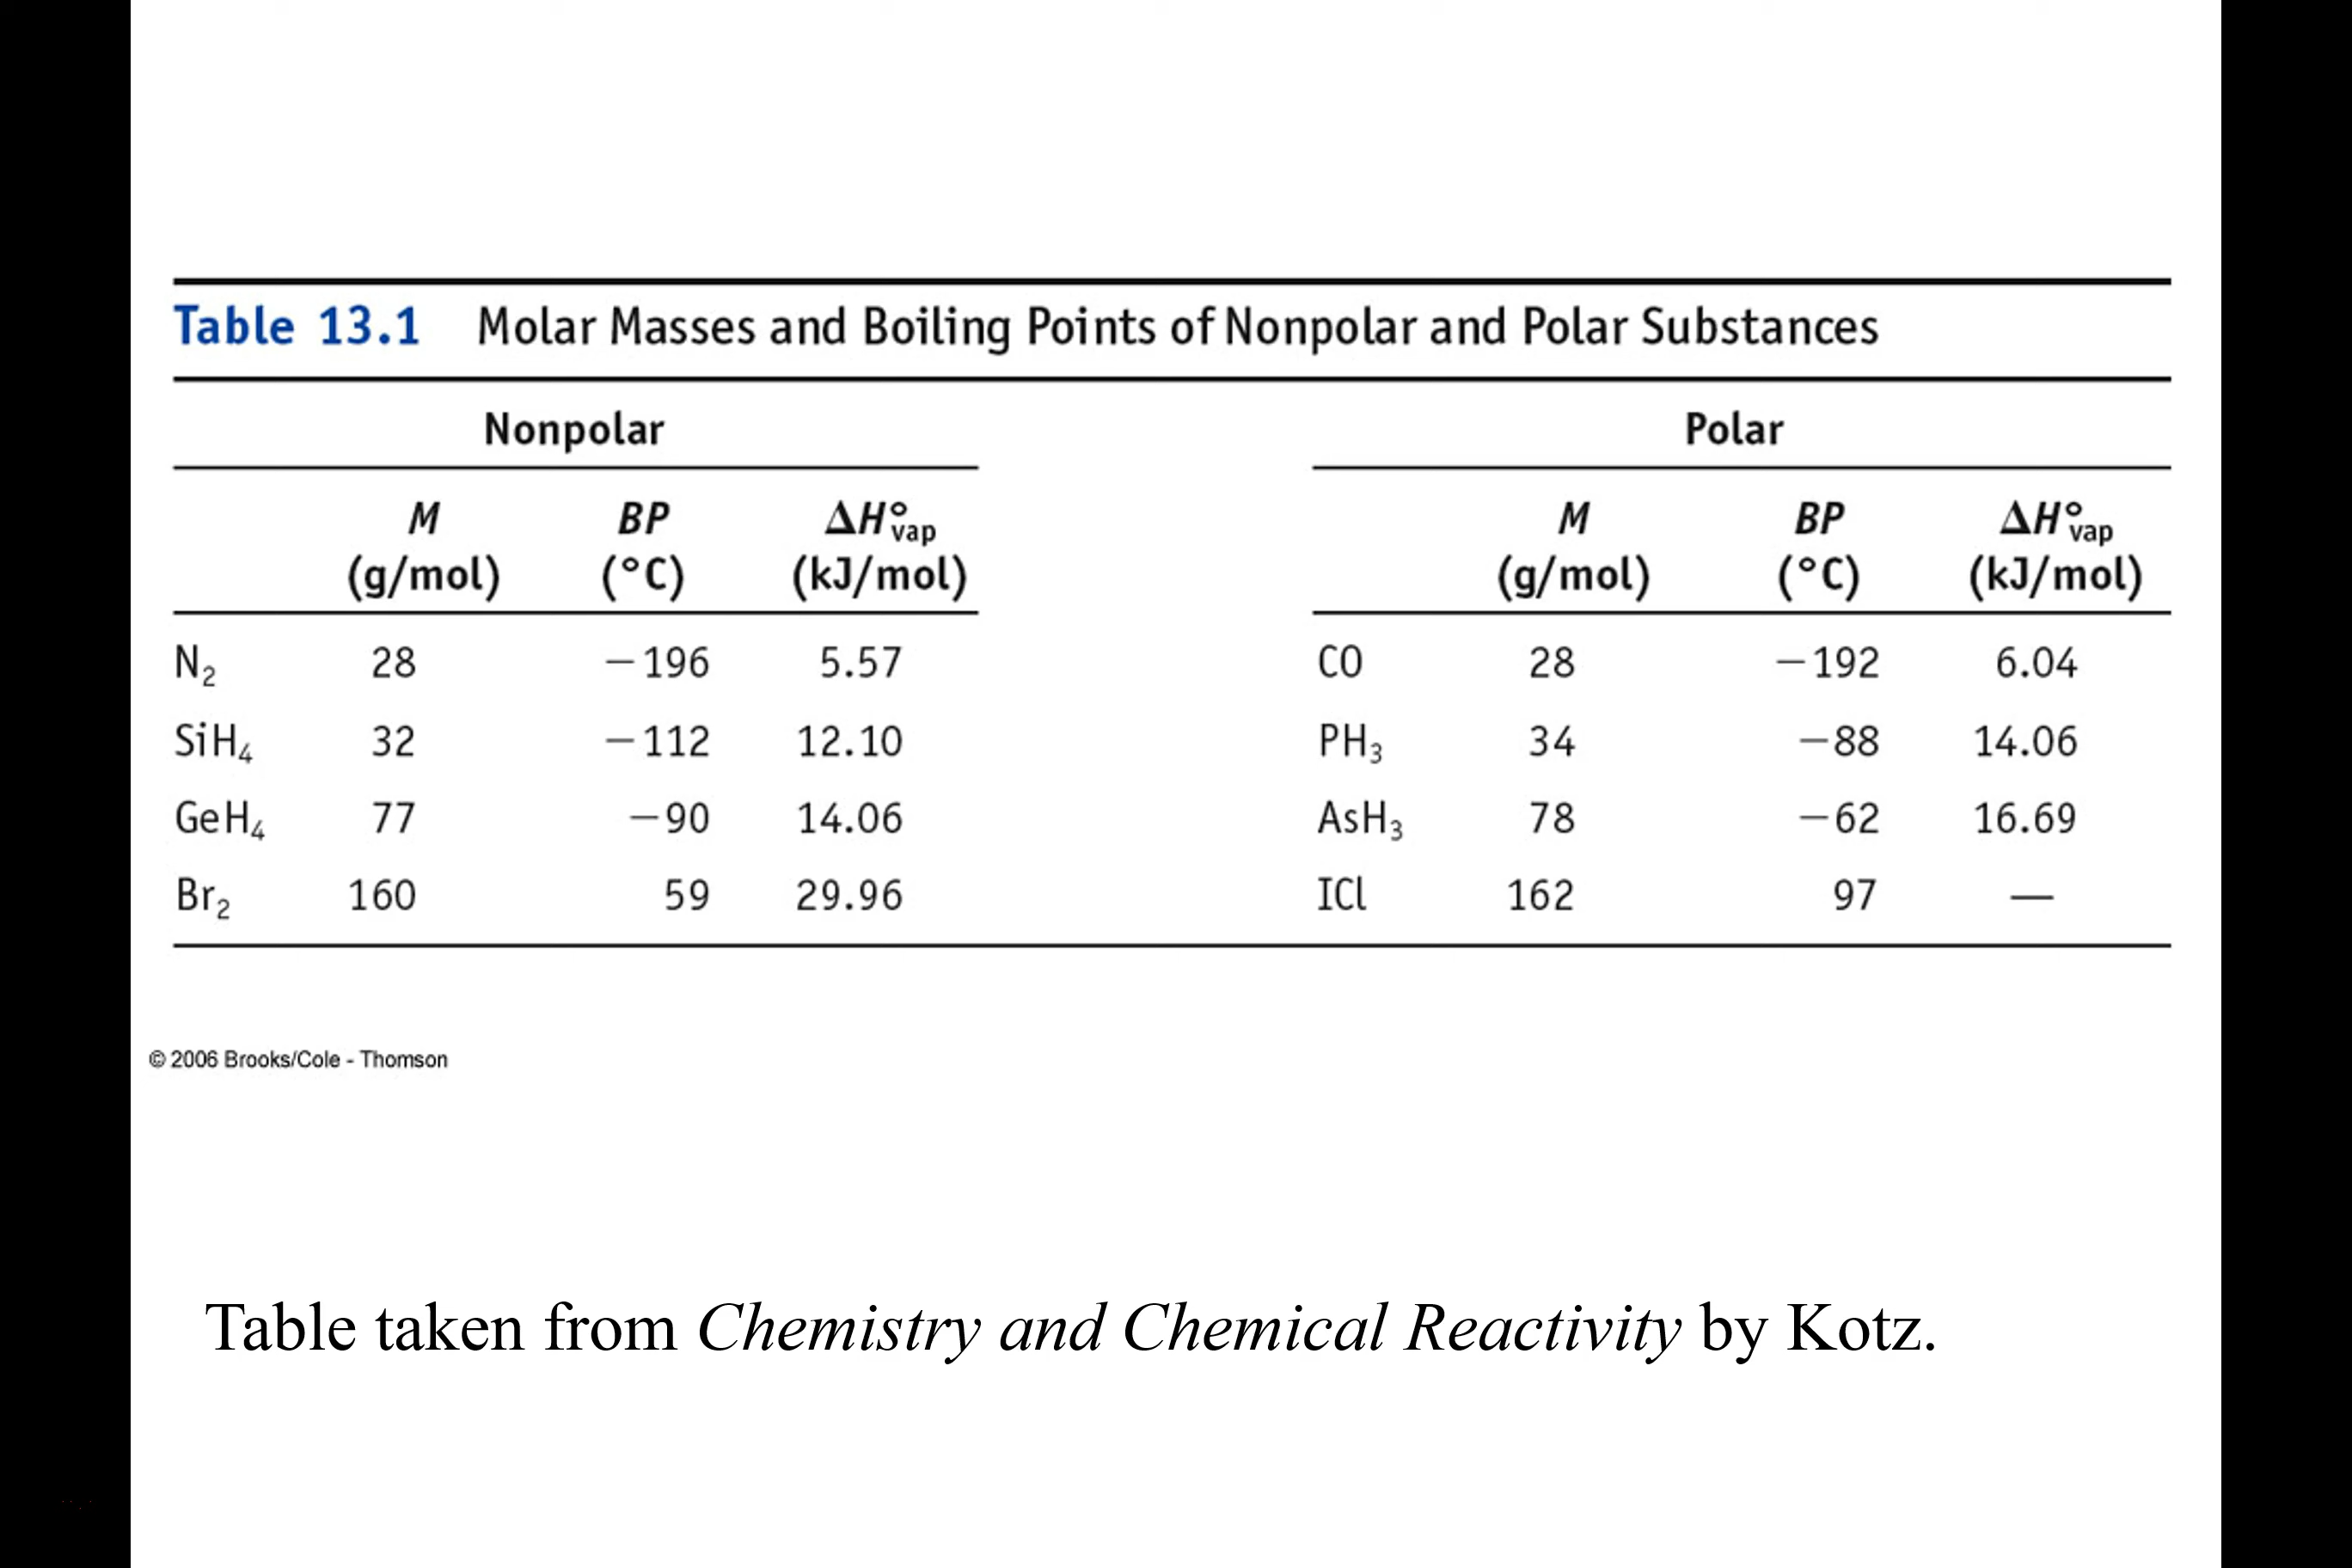 Table 13.1 Molar Masses and Boiling Points of Nonpolar and Polar Substances
Nonpolar Polar
M BP ΔH°vap M BP ΔH°vap
(g/mol) (°C) (kJ/mol) (g/mol) (°C) (kJ/mol)
N₂ 28 −196 5.57 CO 28 −192 6.04
SiH₄ 32 −112 12.10 PH₃ 34 −88 14.06
GeH₄ 77 −90 14.06 AsH₃ 78 −62 16.69
Br₂ 160 59 29.96 ICl 162 97 —
© 2006 Brooks/Cole - Thomson
Table taken from Chemistry and Chemical Reactivity by Kotz.